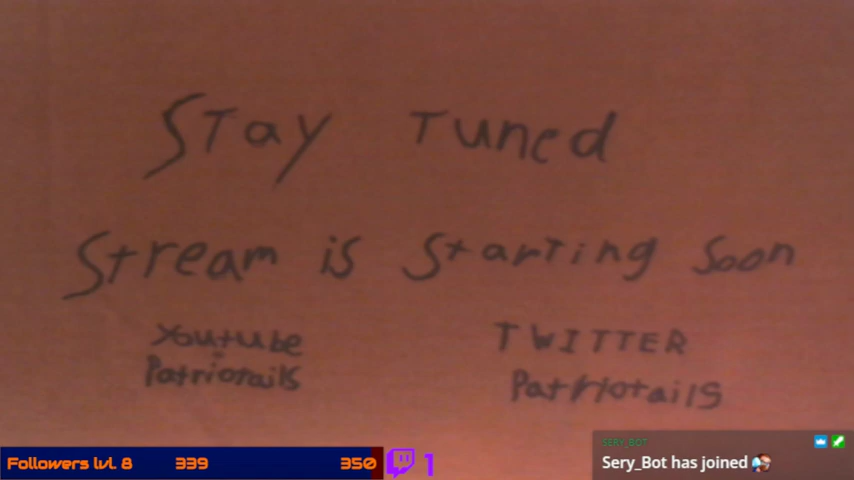 Stay Tuned
Stream is Starting Soon
Youtube
Patriotails
TWITTER
Patriotails
SERY_BOT
Sery_Bot has joined
Followers lvl. 8 339 350
1